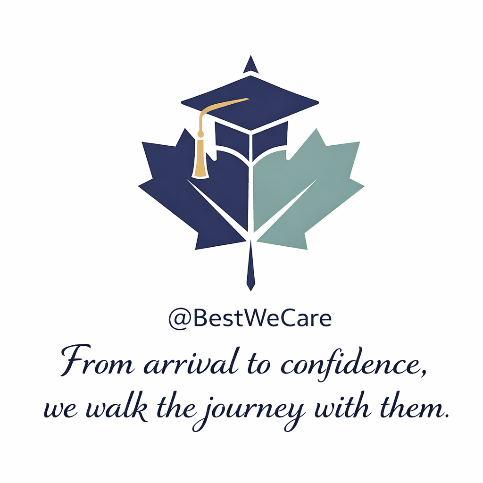 @BestWeCare
From arrival to confidence,
we walk the journey with them.